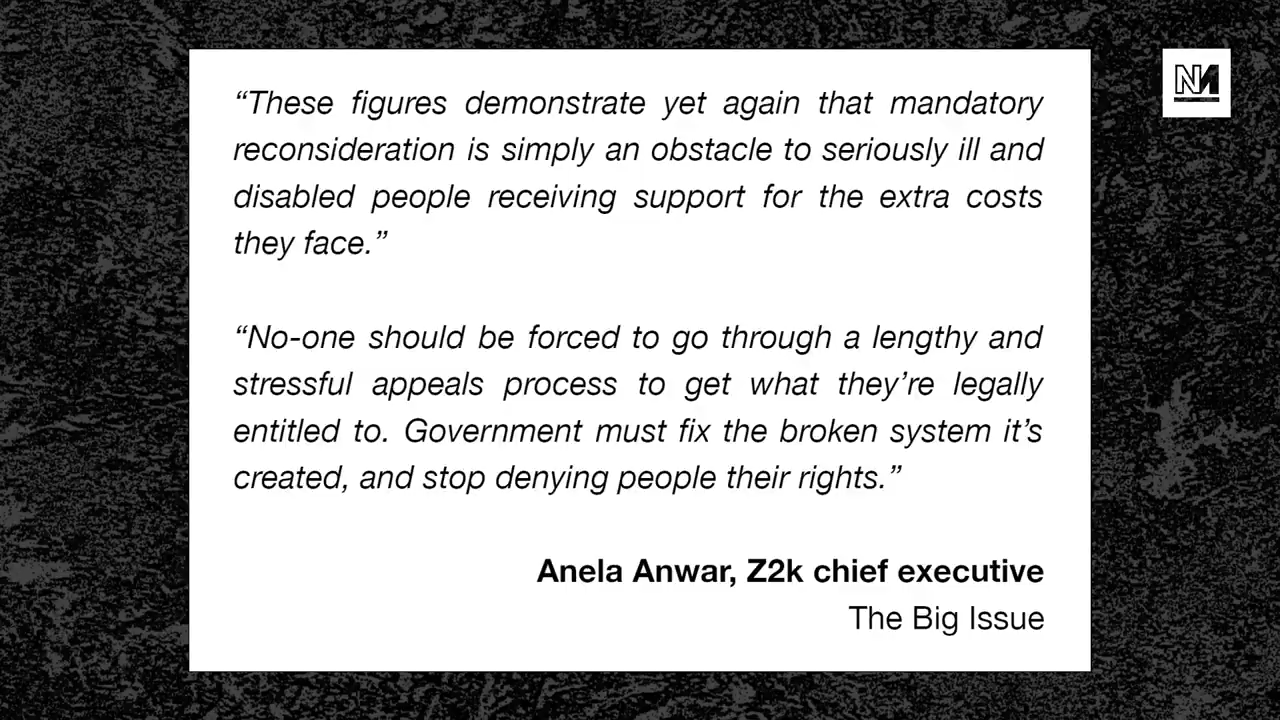 “These figures demonstrate yet again that mandatory
reconsideration is simply an obstacle to seriously ill and
disabled people receiving support for the extra costs
they face.”
“No-one should be forced to go through a lengthy and
stressful appeals process to get what they’re legally
entitled to. Government must fix the broken system it’s
created, and stop denying people their rights.”
Anela Anwar, Z2k chief executive
The Big Issue
NM